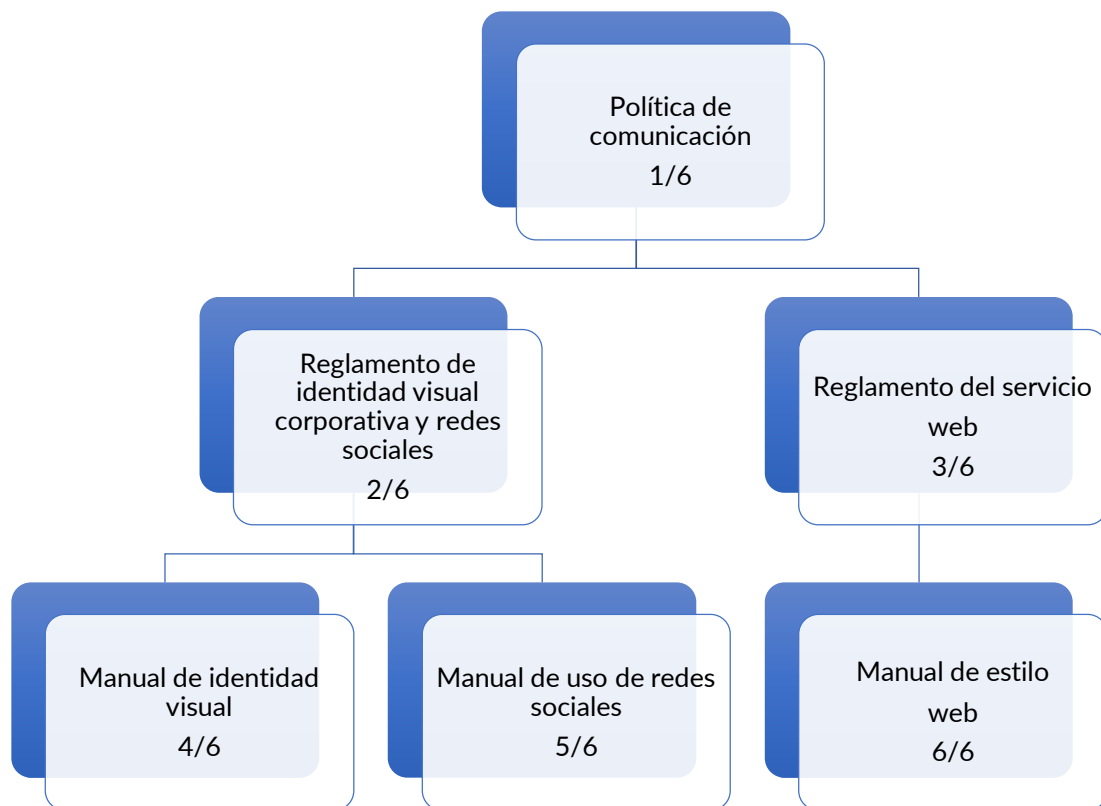 Política de
comunicación
1/6
Reglamento de
identidad visual
corporativa y redes
sociales
2/6
Reglamento del servicio
web
3/6
Manual de identidad
visual
4/6
Manual de uso de redes
sociales
5/6
Manual de estilo
web
6/6